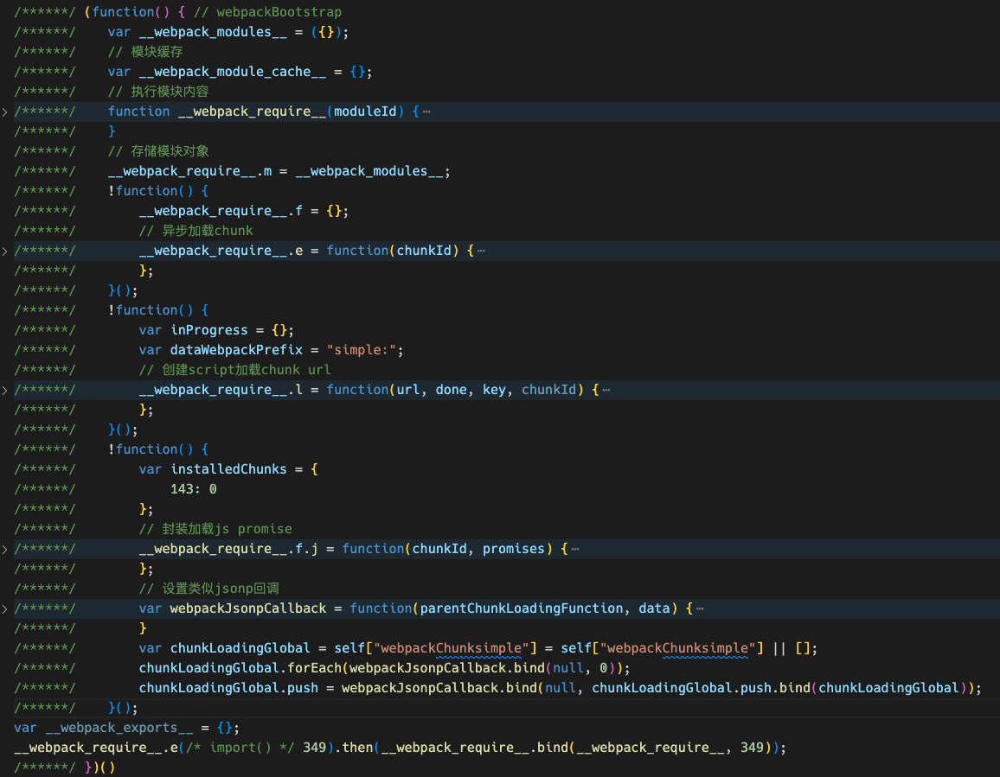 /******/ (function() { // webpackBootstrap
/******/    var __webpack_modules__ = ({});
/******/    // 模块缓存
/******/    var __webpack_module_cache__ = {};
/******/    // 执行模块内容
/******/    function __webpack_require__(moduleId) {⋯
/******/    }
/******/    // 存储模块对象
/******/    __webpack_require__.m = __webpack_modules__;
/******/    !function() {
/******/        __webpack_require__.f = {};
/******/        // 异步加载chunk
/******/        __webpack_require__.e = function(chunkId) {⋯
/******/        };
/******/    }();
/******/    !function() {
/******/        var inProgress = {};
/******/        var dataWebpackPrefix = "simple:";
/******/        // 创建script加载chunk url
/******/        __webpack_require__.l = function(url, done, key, chunkId) {⋯
/******/        };
/******/    }();
/******/    !function() {
/******/        var installedChunks = {
/******/            143: 0
/******/        };
/******/        // 封装加载js promise
/******/        __webpack_require__.f.j = function(chunkId, promises) {⋯
/******/        };
/******/        // 设置类似jsonp回调
/******/        var webpackJsonpCallback = function(parentChunkLoadingFunction, data) {⋯
/******/        }
/******/        var chunkLoadingGlobal = self["webpackChunksimple"] = self["webpackChunksimple"] || [];
/******/        chunkLoadingGlobal.forEach(webpackJsonpCallback.bind(null, 0));
/******/        chunkLoadingGlobal.push = webpackJsonpCallback.bind(null, chunkLoadingGlobal.push.bind(chunkLoadingGlobal));
/******/    }();
var __webpack_exports__ = {};
__webpack_require__.e(/* import() */ 349).then(__webpack_require__.bind(__webpack_require__, 349));
/******/ })()